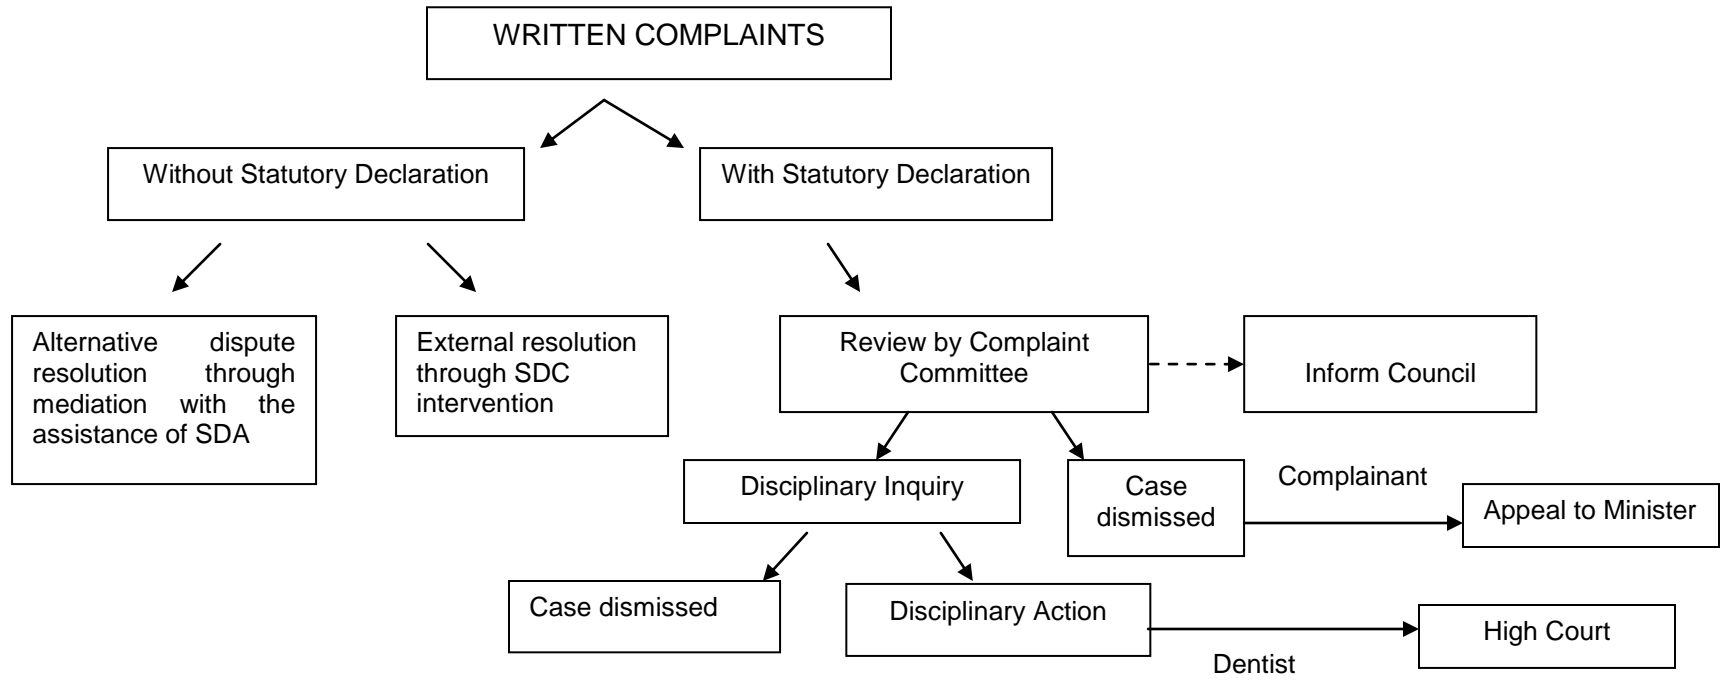 WRITTEN COMPLAINTS
Without Statutory Declaration
With Statutory Declaration
Alternative dispute
resolution through
mediation with the
assistance of SDA
External resolution
through SDC
intervention
Review by Complaint
Committee
Inform Council
Disciplinary Inquiry
Case
dismissed
Complainant
Appeal to Minister
Case dismissed
Disciplinary Action
Dentist
High Court